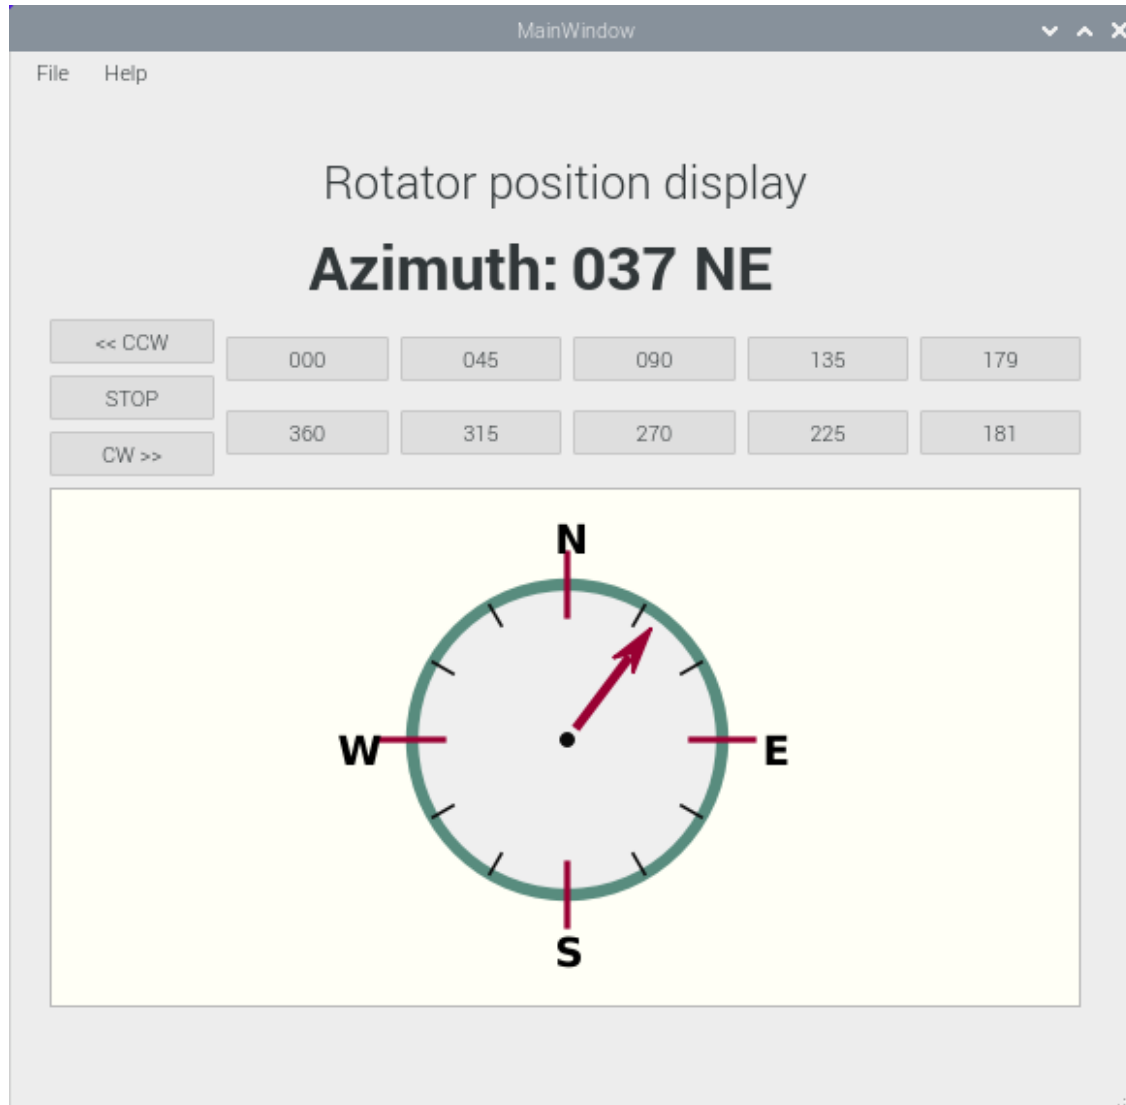 MainWindow
File Help
Rotator position display
Azimuth: 037 NE
<< CCW
STOP
CW >>
000 045 090 135 179
360 315 270 225 181
N
W E
S